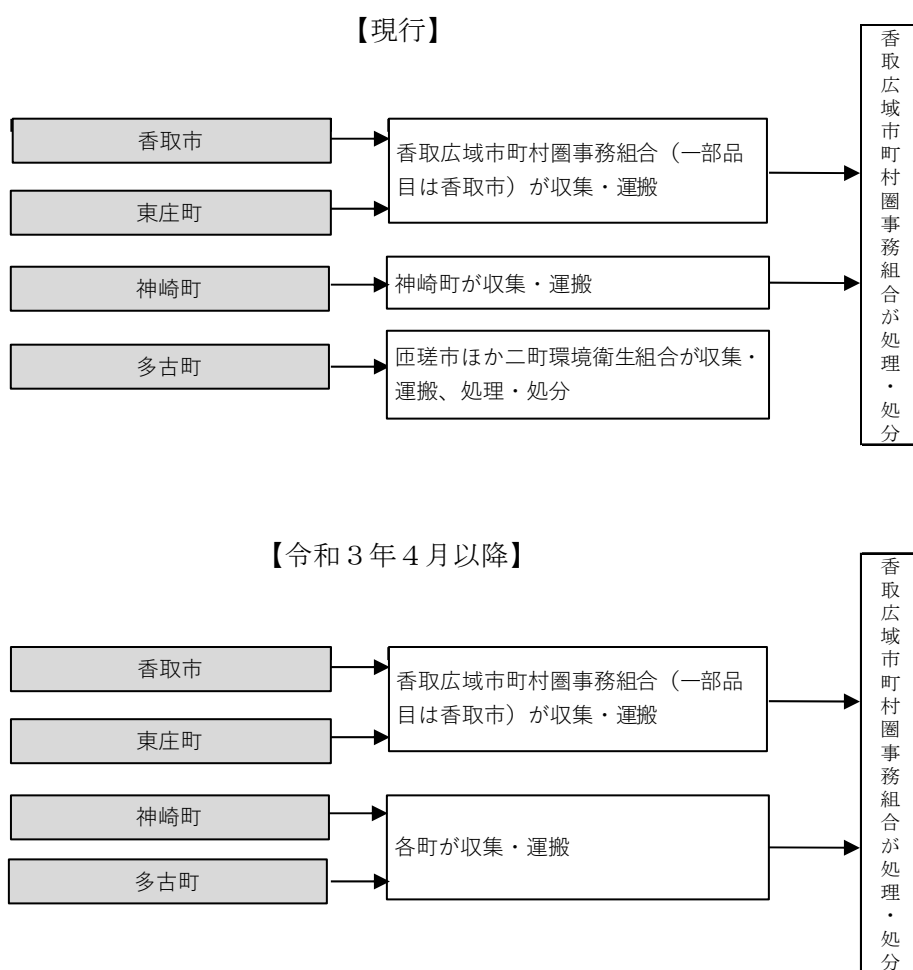 【現行】
香取市
東庄町
神崎町
多古町
香取広域市町村圏事務組合（一部品
目は香取市）が収集・運搬
神崎町が収集・運搬
匝瑳市ほか二町環境衛生組合が収集・
運搬、処理・処分
香取広域市町村圏事務組合が処理・処分
【令和３年４月以降】
香取市
東庄町
神崎町
多古町
香取広域市町村圏事務組合（一部品
目は香取市）が収集・運搬
各町が収集・運搬
香取広域市町村圏事務組合が処理・処分